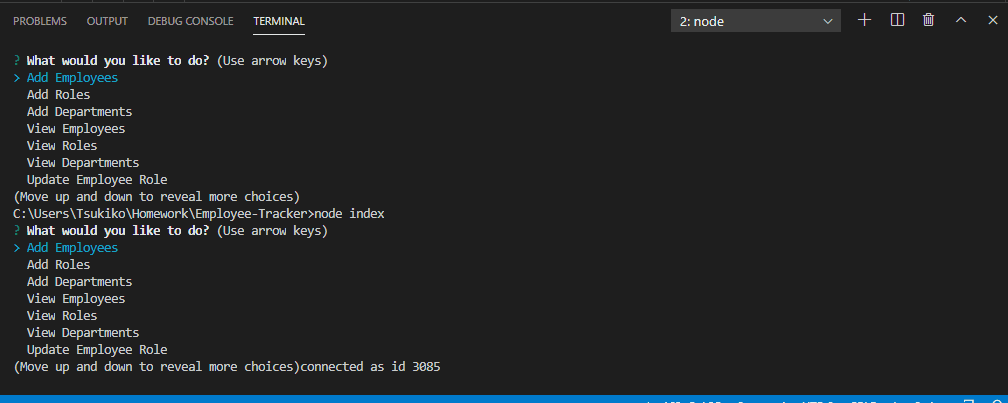 PROBLEMS OUTPUT DEBUG CONSOLE TERMINAL 2: node
? What would you like to do? (Use arrow keys)
> Add Employees
Add Roles
Add Departments
View Employees
View Roles
View Departments
Update Employee Role
(Move up and down to reveal more choices)
C:\Users\Tsukiko\Homework\Employee-Tracker>node index
? What would you like to do? (Use arrow keys)
> Add Employees
Add Roles
Add Departments
View Employees
View Roles
View Departments
Update Employee Role
(Move up and down to reveal more choices)connected as id 3085